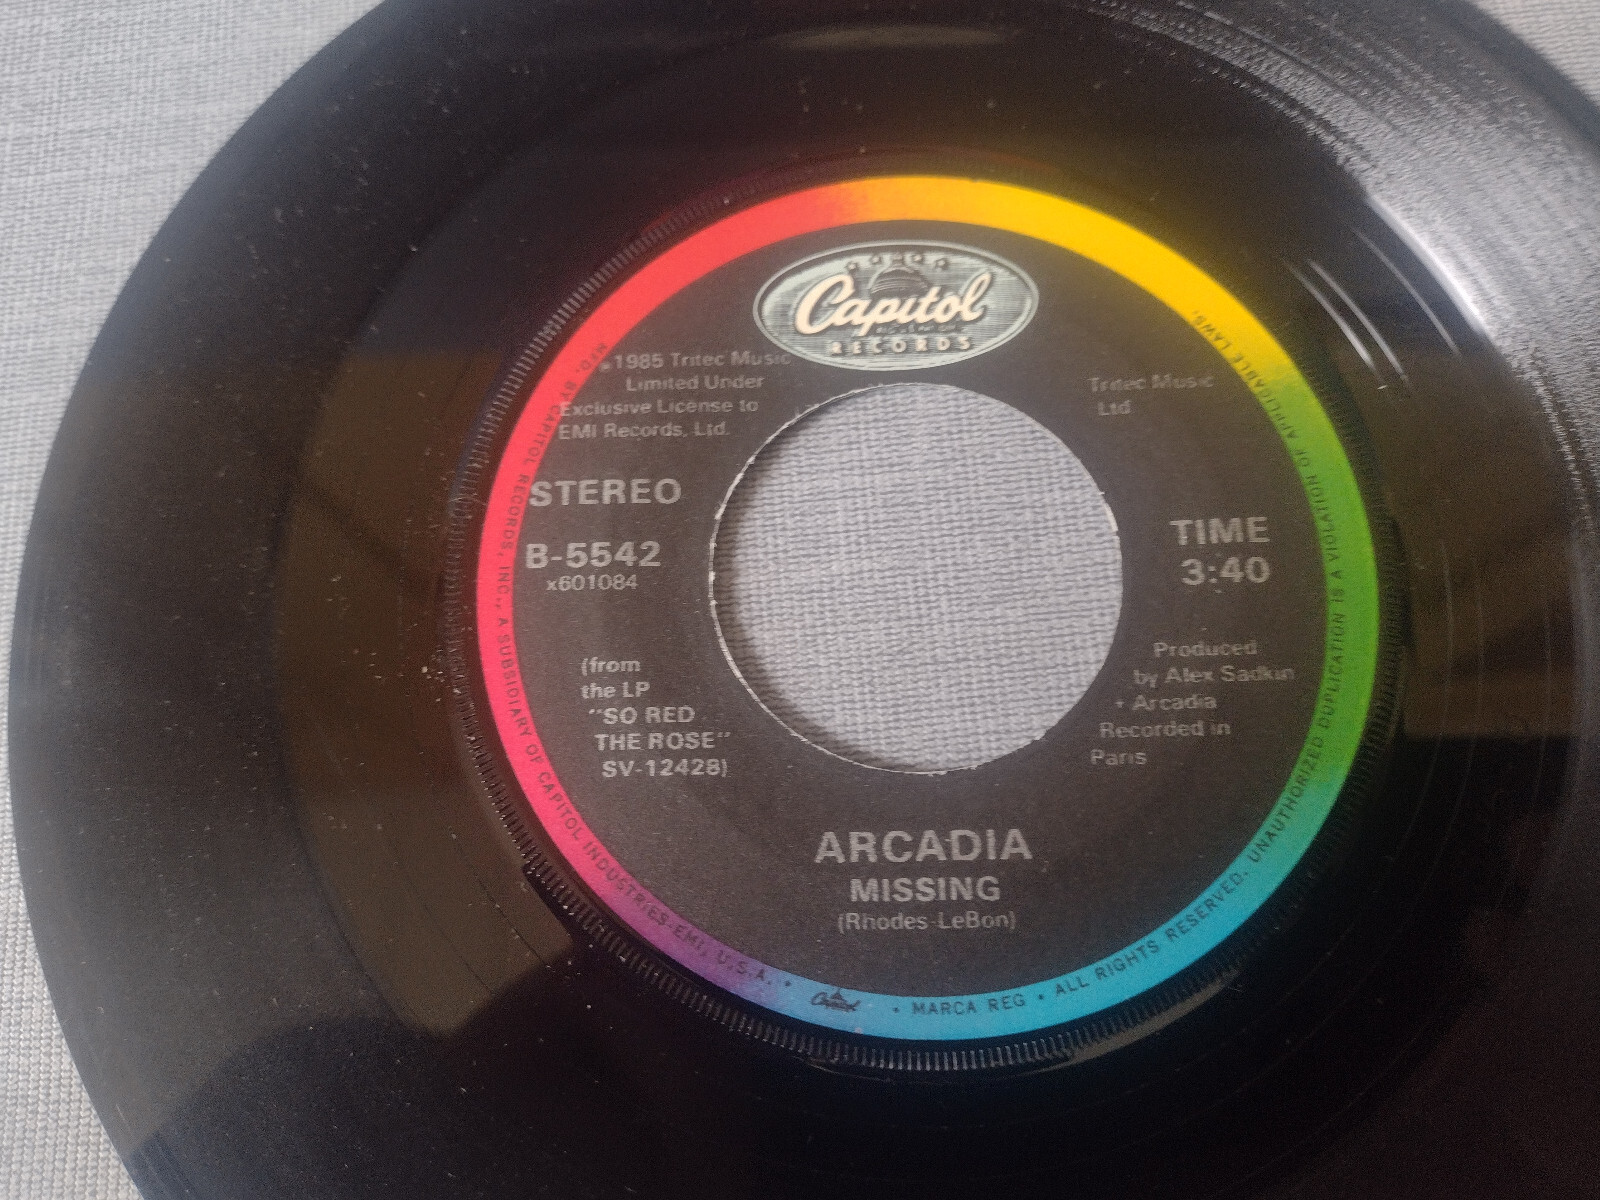 Capitol
RECORDS
℗1985 Tritec Music
Limited Under
Exclusive License to
EMI Records, Ltd.
Tritec Music
Ltd
STEREO
B-5542
x601084
TIME
3:40
(from
the LP
"SO RED
THE ROSE"
SV-12428)
Produced
by Alex Sadkin
+ Arcadia
Recorded in
Paris
ARCADIA
MISSING
(Rhodes-LeBon)
MFD. BY CAPITOL RECORDS, INC., A SUBSIDIARY OF CAPITOL INDUSTRIES-EMI, U.S.A. • Capitol • MARCA REG • ALL RIGHTS RESERVED. UNAUTHORIZED DUPLICATION IS A VIOLATION OF APPLICABLE LAWS.